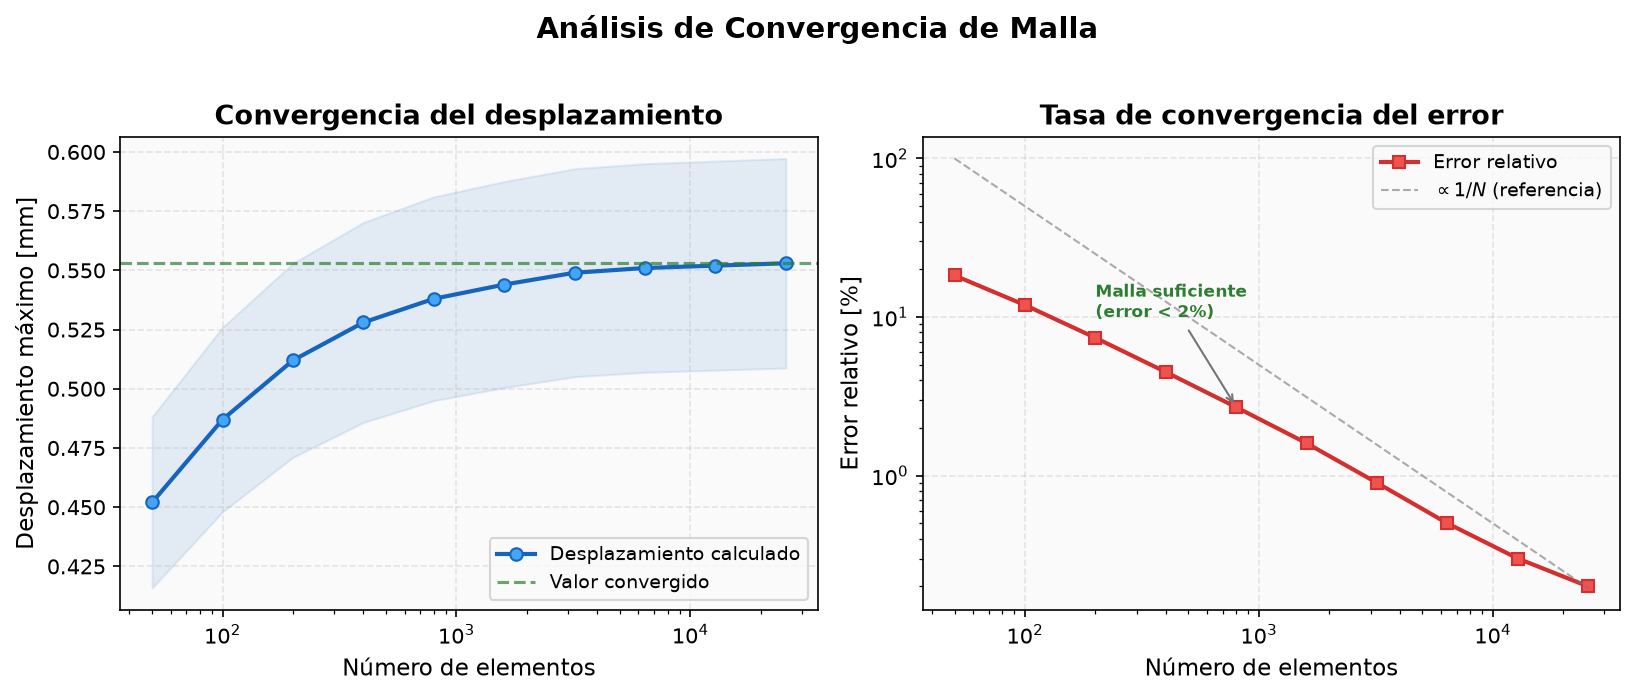 Análisis de Convergencia de Malla
Convergencia del desplazamiento
Desplazamiento máximo [mm]
0.600
0.575
0.550
0.525
0.500
0.475
0.450
0.425
Desplazamiento calculado
Valor convergido
10²
10³
10⁴
Número de elementos
Tasa de convergencia del error
Error relativo [%]
10²
10¹
10⁰
Error relativo
∝ 1/N (referencia)
Malla suficiente
(error < 2%)
10²
10³
10⁴
Número de elementos